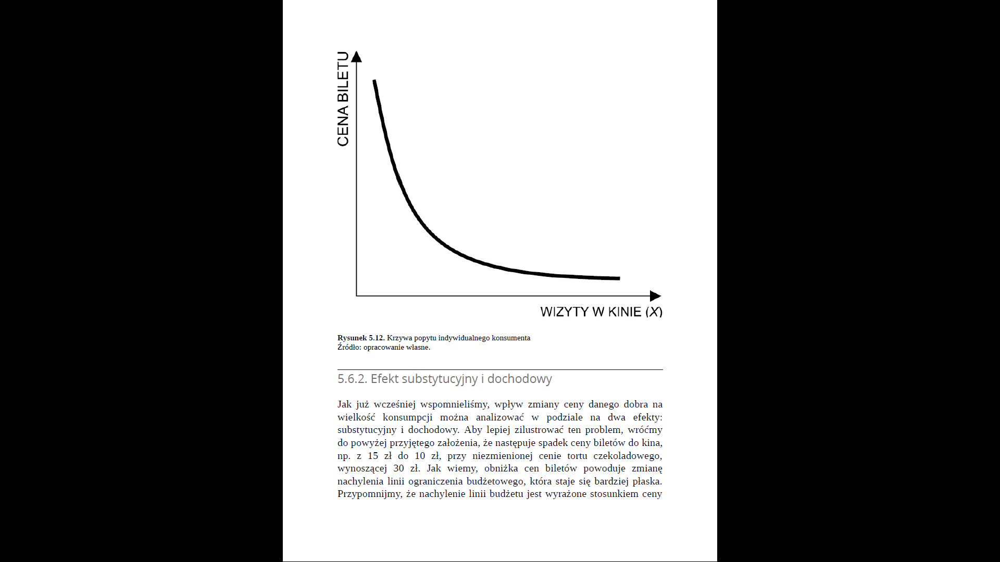 CENA BILETU
WIZYTY W KINIE (X)
Rysunek 5.12. Krzywa popytu indywidualnego konsumenta
Źródło: opracowanie własne.
5.6.2. Efekt substytucyjny i dochodowy
Jak już wcześniej wspomnieliśmy, wpływ zmiany ceny danego dobra na
wielkość konsumpcji można analizować w podziale na dwa efekty:
substytucyjny i dochodowy. Aby lepiej zilustrować ten problem, wróćmy
do powyżej przyjętego założenia, że następuje spadek ceny biletów do kina,
np. z 15 zł do 10 zł, przy niezmienionej cenie tortu czekoladowego,
wynoszącej 30 zł. Jak wiemy, obniżka cen biletów powoduje zmianę
nachylenia linii ograniczenia budżetowego, która staje się bardziej płaska.
Przypomnijmy, że nachylenie linii budżetu jest wyrażone stosunkiem ceny